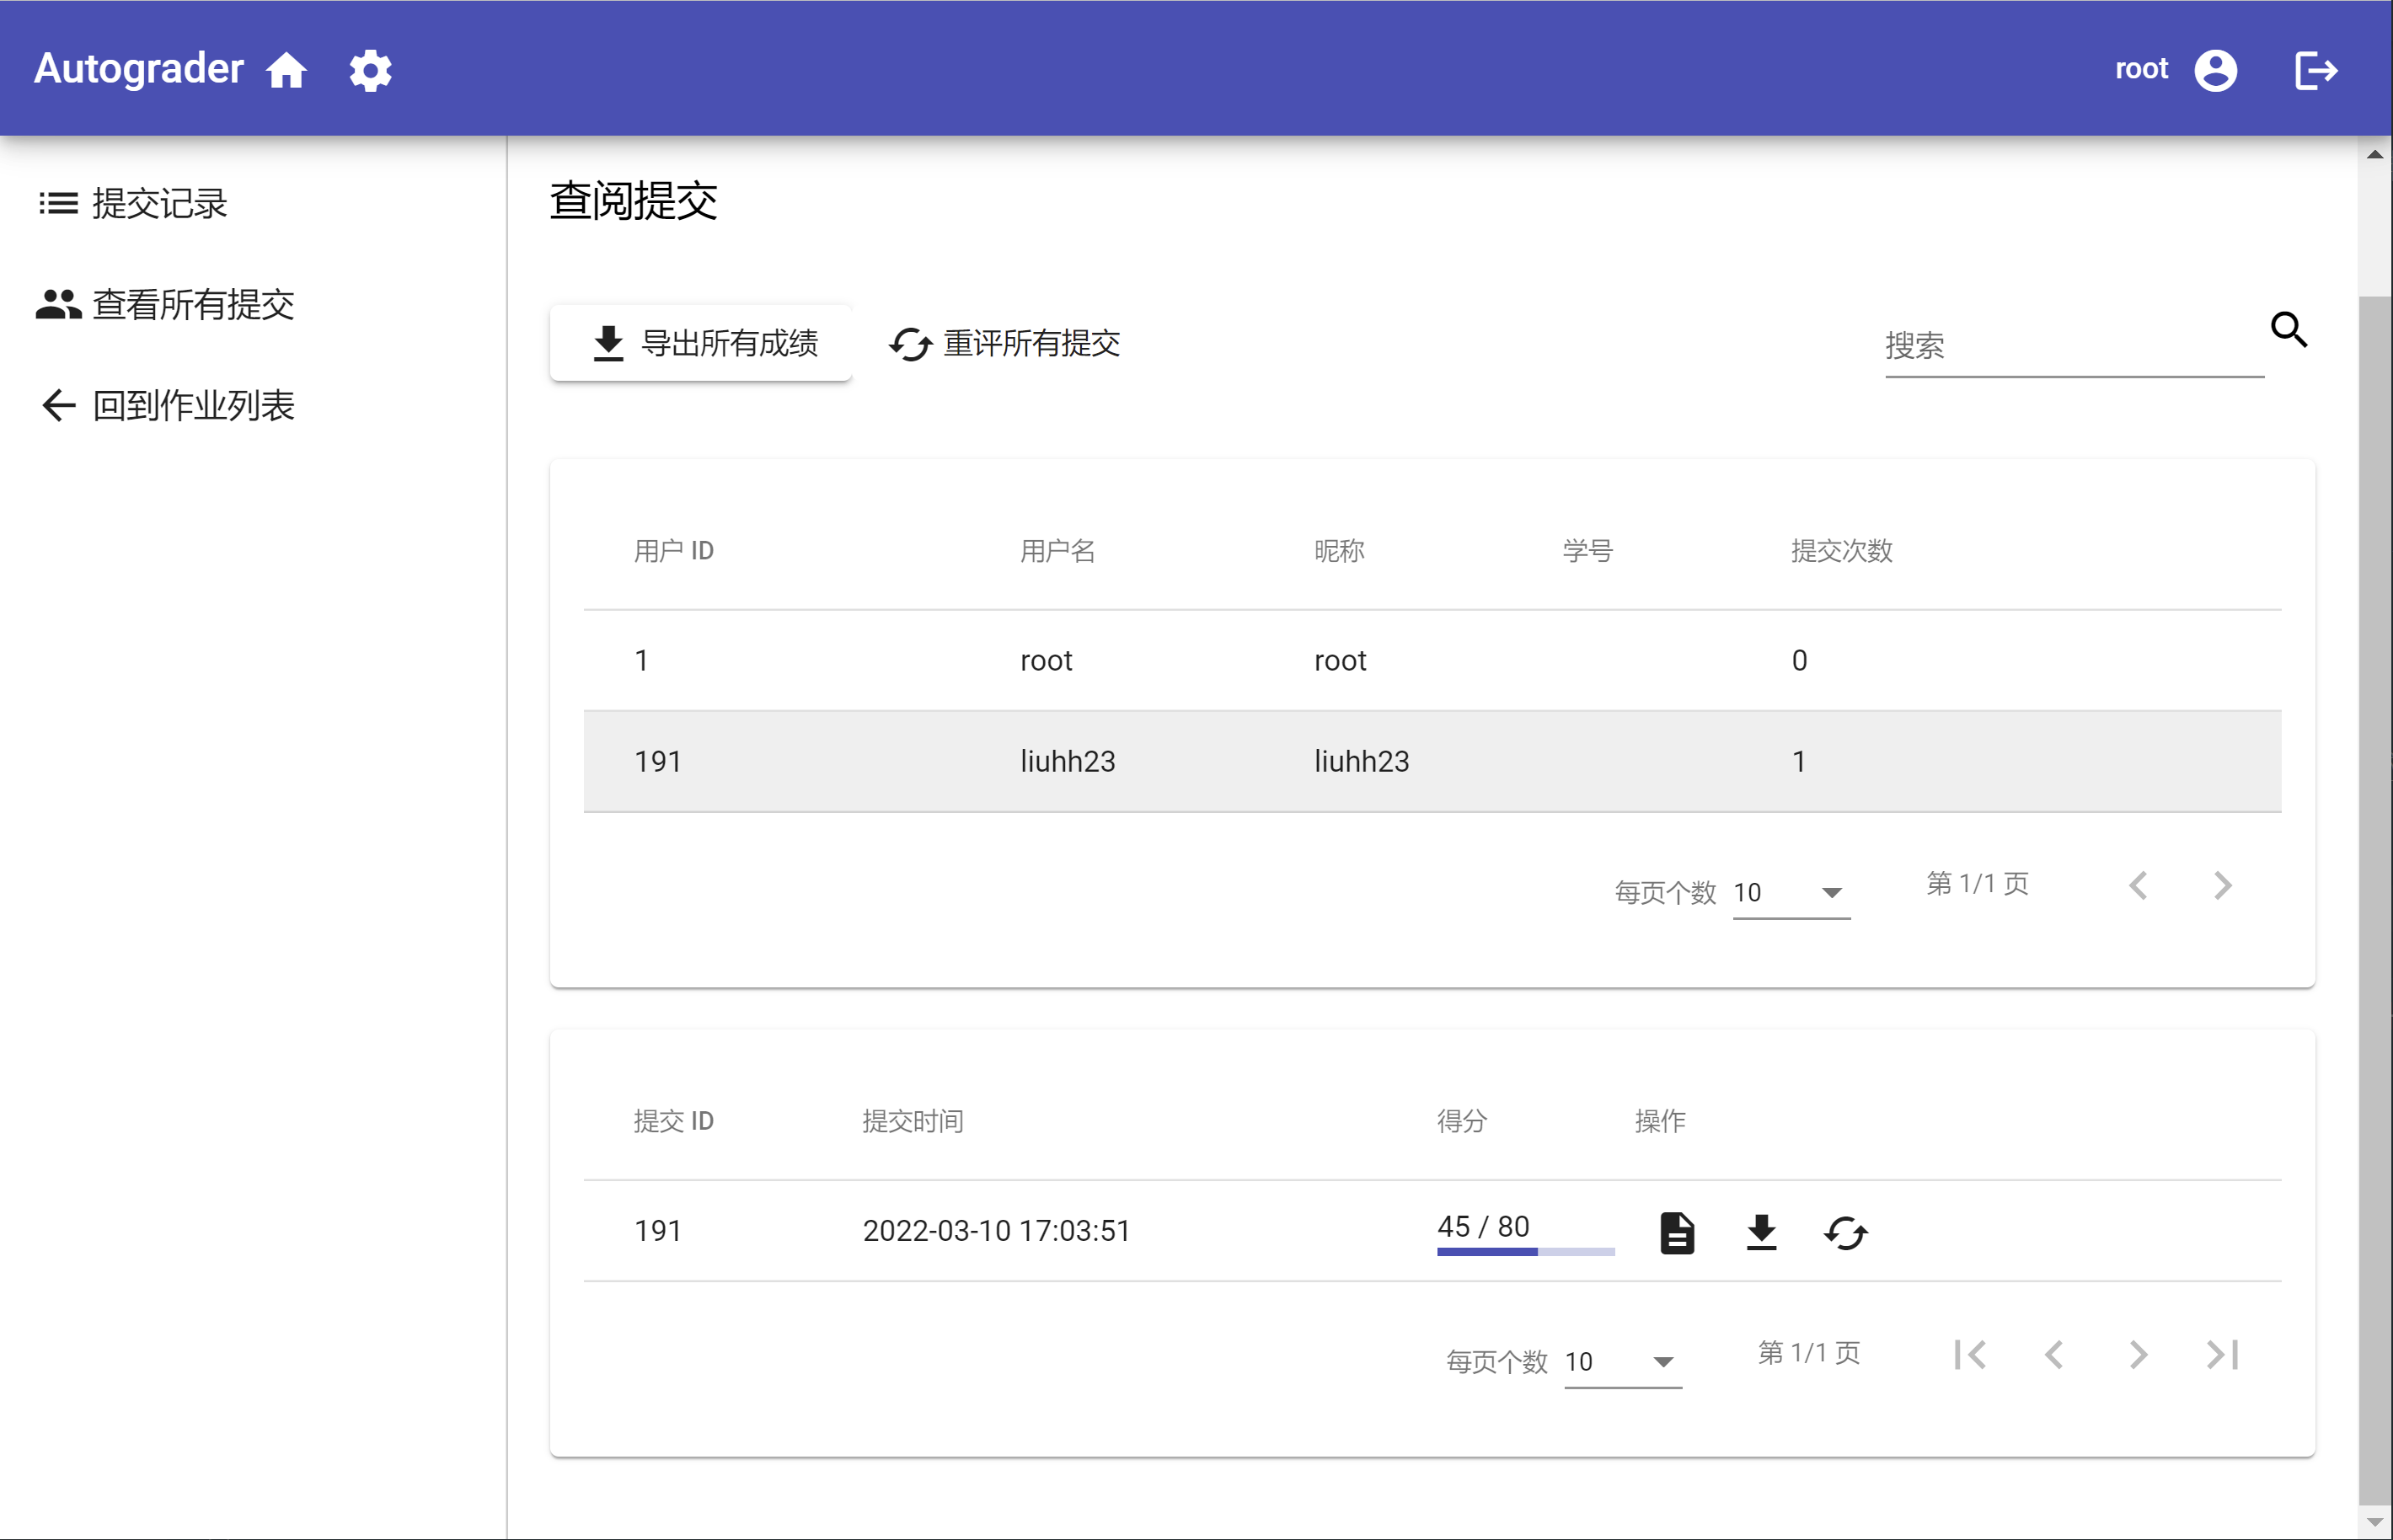 Autograder
root
提交记录
查看所有提交
回到作业列表
查阅提交
导出所有成绩 重评所有提交 搜索
用户 ID 用户名 昵称 学号 提交次数
1 root root 0
191 liuhh23 liuhh23 1
每页个数 10 第 1/1 页
提交 ID 提交时间 得分 操作
191 2022-03-10 17:03:51 45 / 80
每页个数 10 第 1/1 页